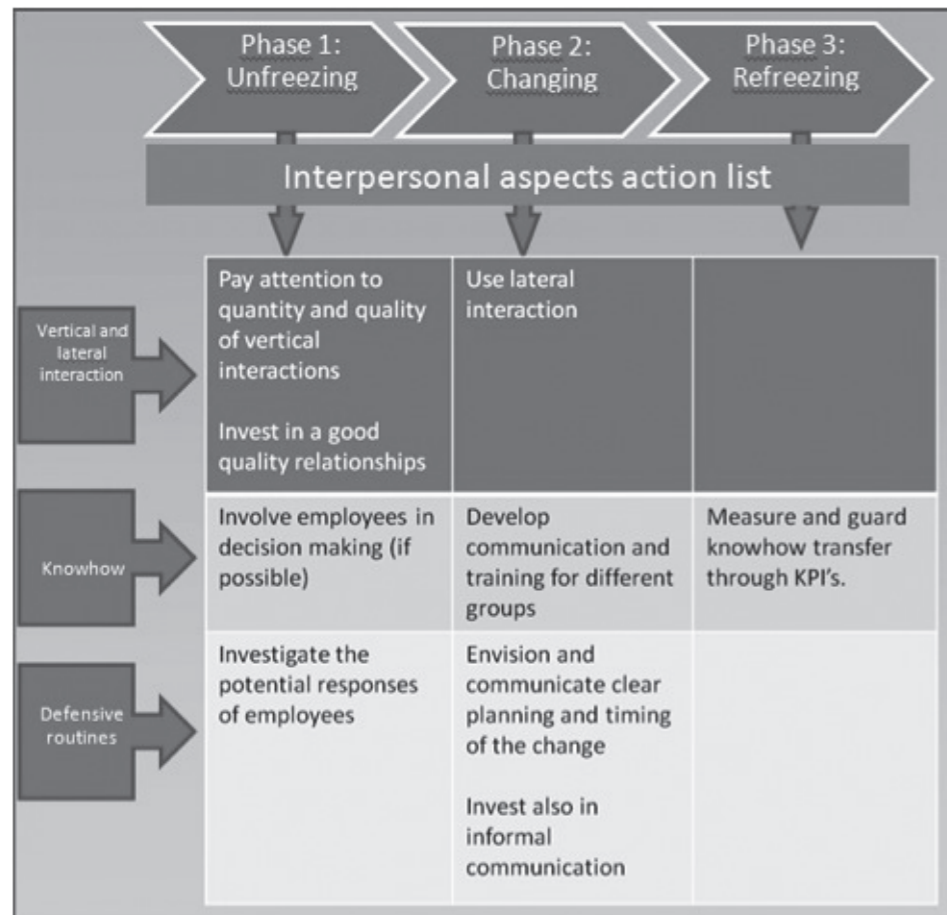 Phase 1:
Unfreezing
Phase 2:
Changing
Phase 3:
Refreezing
Interpersonal aspects action list
Vertical and
lateral
interaction
Pay attention to
quantity and quality
of vertical
interactions
Invest in a good
quality relationships
Use lateral
interaction
Knowhow
Involve employees in
decision making (if
possible)
Develop
communication and
training for different
groups
Measure and guard
knowhow transfer
through KPI's.
Defensive
routines
Investigate the
potential responses
of employees
Envision and
communicate clear
planning and timing
of the change
Invest also in
informal
communication